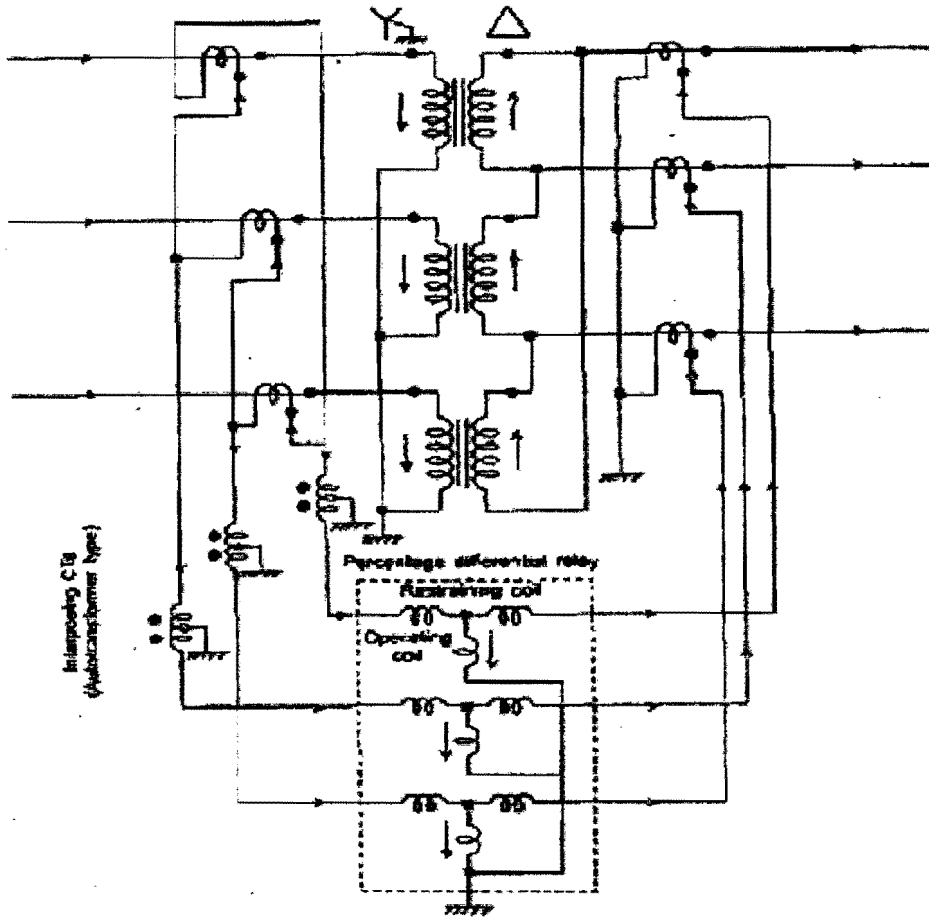 Percentage differential relay
Restraining coil
Operating
coil
Interposing CTs
(Autotransformer type)